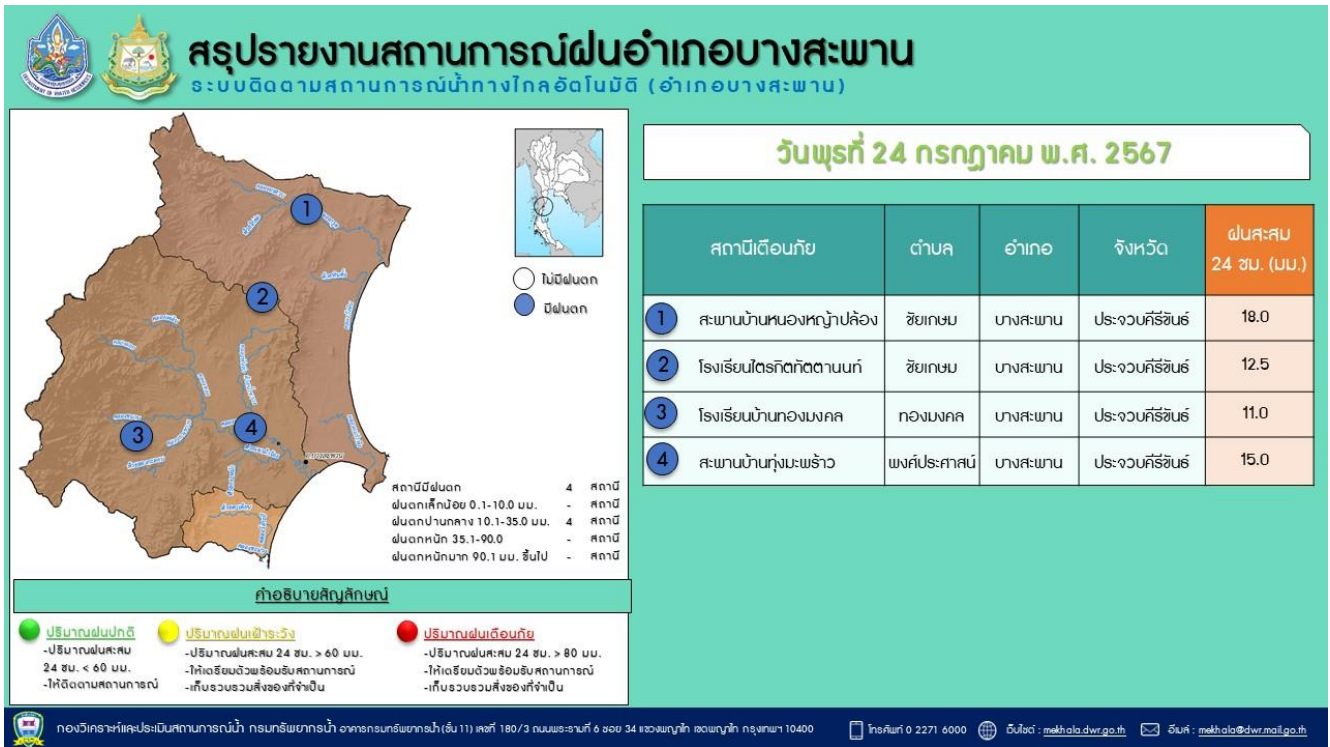 สรุปรายงานสถานการณ์ฝนอำเภอบางสะพาน
ระบบติดตามสถานการณ์น้ำทางไกลอัตโนมัติ (อำเภอบางสะพาน)
วันพุธที่ 24 กรกฎาคม พ.ศ. 2567
1
2
3
4
ไม่มีฝนตก
มีฝนตก
สถานีมีฝนตก 4 สถานี
ฝนตกเล็กน้อย 0.1-10.0 มม. - สถานี
ฝนตกปานกลาง 10.1-35.0 มม. 4 สถานี
ฝนตกหนัก 35.1-90.0 - สถานี
ฝนตกหนักมาก 90.1 มม. ขึ้นไป - สถานี
สถานีเตือนภัย ตำบล อำเภอ จังหวัด ฝนสะสม
24 ชม. (มม.)
1 สะพานบ้านหนองหญ้าปล้อง ชัยเกษม บางสะพาน ประจวบคีรีขันธ์ 18.0
2 โรงเรียนไตรกิตทัตตานนท์ ชัยเกษม บางสะพาน ประจวบคีรีขันธ์ 12.5
3 โรงเรียนบ้านทองมงคล ทองมงคล บางสะพาน ประจวบคีรีขันธ์ 11.0
4 สะพานบ้านทุ่งมะพร้าว พงศ์ประศาสน์ บางสะพาน ประจวบคีรีขันธ์ 15.0
คำอธิบายสัญลักษณ์
ปริมาณฝนปกติ
-ปริมาณฝนสะสม
24 ชม. < 60 มม.
-ให้ติดตามสถานการณ์
ปริมาณฝนเฝ้าระวัง
-ปริมาณฝนสะสม 24 ชม. > 60 มม.
-ให้เตรียมตัวพร้อมรับสถานการณ์
-เก็บรวบรวมสิ่งของที่จำเป็น
ปริมาณฝนเตือนภัย
-ปริมาณฝนสะสม 24 ชม. > 80 มม.
-ให้เตรียมตัวพร้อมรับสถานการณ์
-เก็บรวบรวมสิ่งของที่จำเป็น
กองวิเคราะห์และประเมินสถานการณ์น้ำ กรมทรัพยากรน้ำ อาคารกรมทรัพยากรน้ำ (ชั้น 11) เลขที่ 180/3 ถนนพระรามที่ 6 ซอย 34 แขวงพญาไท เขตพญาไท กรุงเทพฯ 10400 โทรศัพท์ 0 2271 6000 เว็บไซต์ : mekhala.dwr.go.th อีเมล์ : mekhala@dwr.mail.go.th